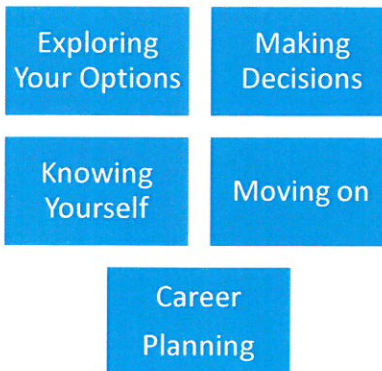 Exploring
Your Options
Making
Decisions
Knowing
Yourself
Moving on
Career
Planning